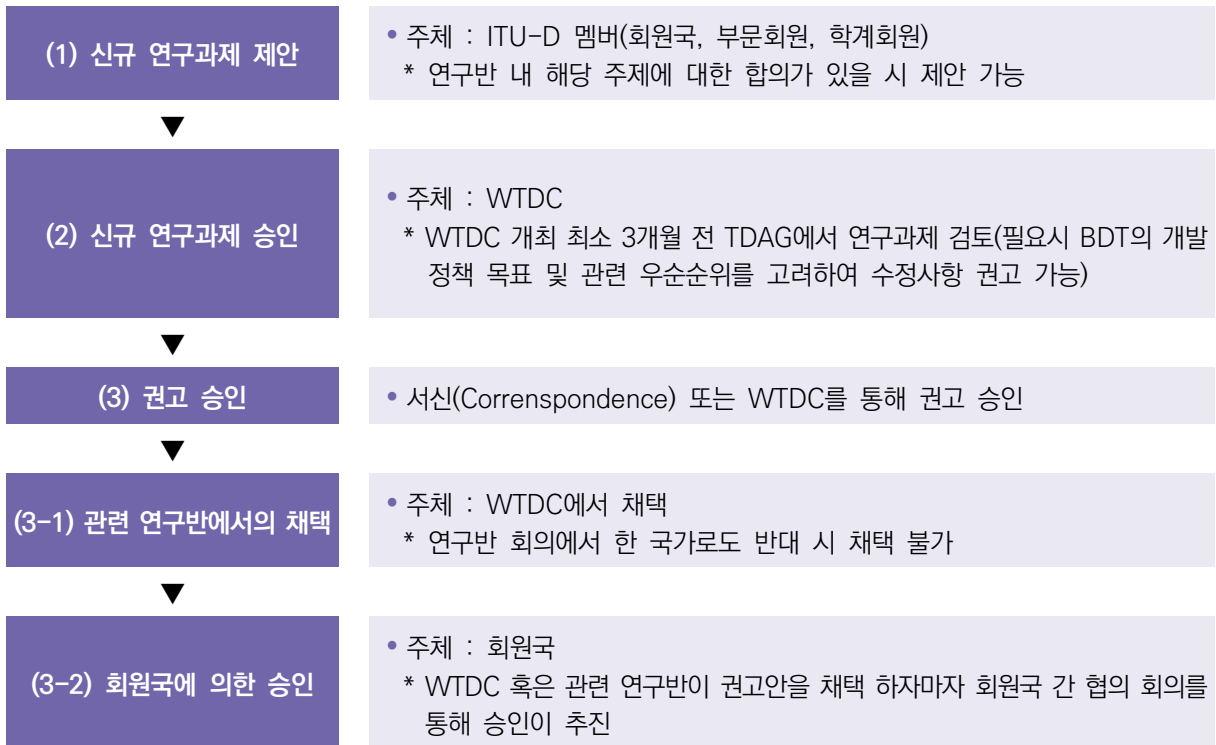 (1) 신규 연구과제 제안
• 주체 : ITU-D 멤버(회원국, 부문회원, 학계회원)
* 연구반 내 해당 주제에 대한 합의가 있을 시 제안 가능
▼
(2) 신규 연구과제 승인
• 주체 : WTDC
* WTDC 개최 최소 3개월 전 TDAG에서 연구과제 검토(필요시 BDT의 개발
정책 목표 및 관련 우순순위를 고려하여 수정사항 권고 가능)
▼
(3) 권고 승인
• 서신(Correnspondence) 또는 WTDC를 통해 권고 승인
▼
(3-1) 관련 연구반에서의 채택
• 주체 : WTDC에서 채택
* 연구반 회의에서 한 국가로도 반대 시 채택 불가
▼
(3-2) 회원국에 의한 승인
• 주체 : 회원국
* WTDC 혹은 관련 연구반이 권고안을 채택 하자마자 회원국 간 협의 회의를
통해 승인이 추진